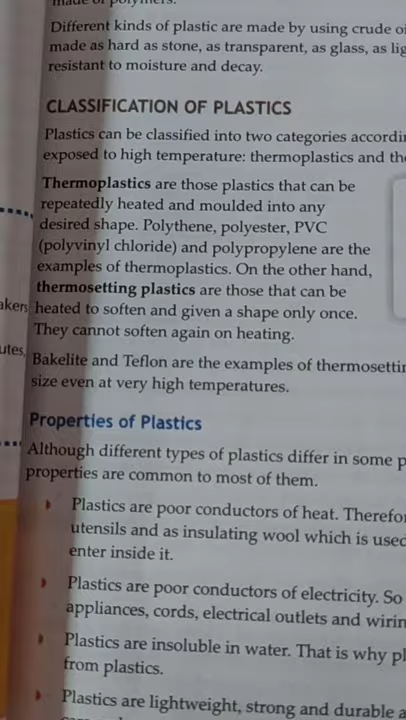 made of polymers.
Different kinds of plastic are made by using crude oi
made as hard as stone, as transparent, as glass, as lig
resistant to moisture and decay.
CLASSIFICATION OF PLASTICS
Plastics can be classified into two categories accordi
exposed to high temperature: thermoplastics and the
Thermoplastics are those plastics that can be
repeatedly heated and moulded into any
desired shape. Polythene, polyester, PVC
(polyvinyl chloride) and polypropylene are the
examples of thermoplastics. On the other hand,
thermosetting plastics are those that can be
akers
heated to soften and given a shape only once.
They cannot soften again on heating.
utes,
Bakelite and Teflon are the examples of thermosettin
size even at very high temperatures.
Properties of Plastics
Although different types of plastics differ in some p
properties are common to most of them.
Plastics are poor conductors of heat. Therefor
utensils and as insulating wool which is used
enter inside it.
Plastics are poor conductors of electricity. So
appliances, cords, electrical outlets and wirin
Plastics are insoluble in water. That is why pl
from plastics.
Plastics are lightweight, strong and durable a